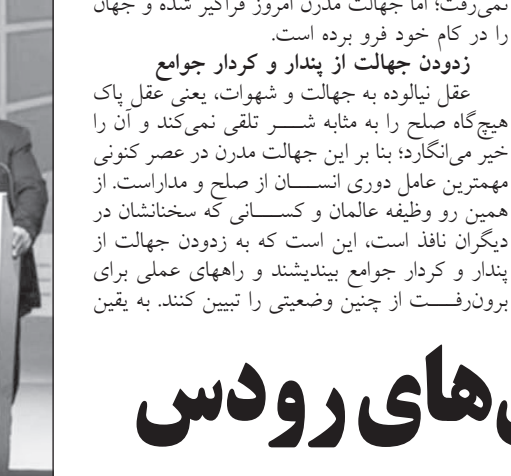 نمی‌رفت؛ اما جهالت مدرن امروز فراگیر شده و جهان
را در کام خود فرو برده است.
زدودن جهالت از پندار و کردار جوامع
عقل نیالوده به جهالت و شهوات، یعنی عقل پاک
هیچ‌گاه صلح را به مثابه شر تلقی نمی‌کند و آن را
خیر می‌انگارد؛ بنا بر این جهالت مدرن در عصر کنونی
مهمترین عامل دوری انسان از صلح و مداراست. از
همین رو وظیفه عالمان و کسانی که سخنانشان در
دیگران نافذ است، این است که به زدودن جهالت از
پندار و کردار جوامع بیندیشند و راههای عملی برای
برون‌رفت از چنین وضعیتی را تبیین کنند. به یقین
های رودس